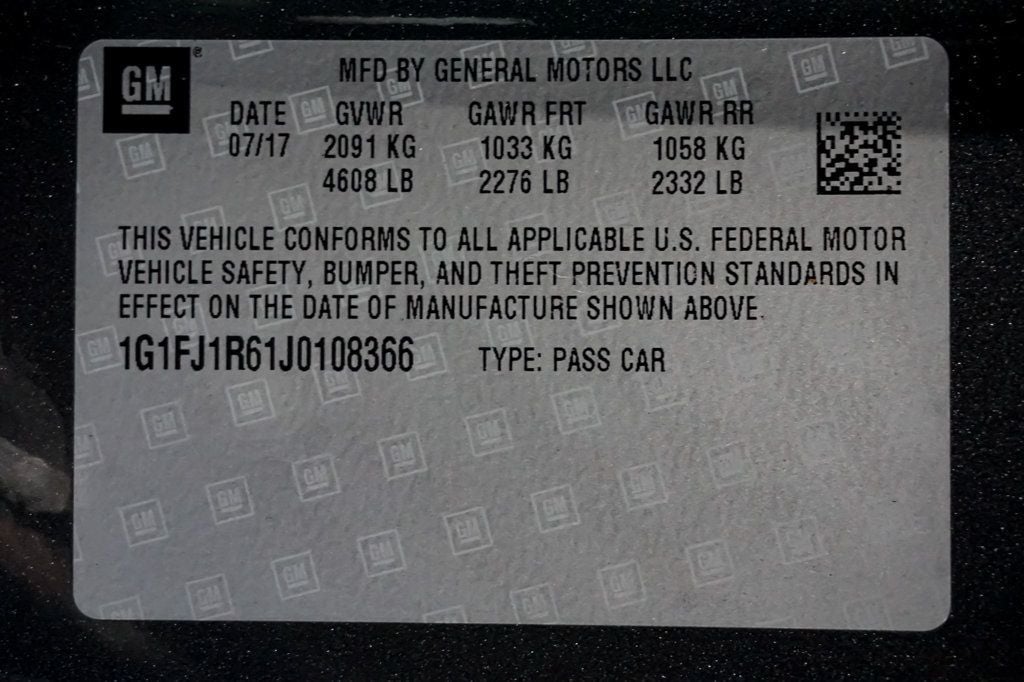 GM ®
MFD BY GENERAL MOTORS LLC
DATE GVWR GAWR FRT GAWR RR
07/17 2091 KG 1033 KG 1058 KG
4608 LB 2276 LB 2332 LB
THIS VEHICLE CONFORMS TO ALL APPLICABLE U.S. FEDERAL MOTOR
VEHICLE SAFETY, BUMPER, AND THEFT PREVENTION STANDARDS IN
EFFECT ON THE DATE OF MANUFACTURE SHOWN ABOVE.
1G1FJ1R61J0108366 TYPE: PASS CAR